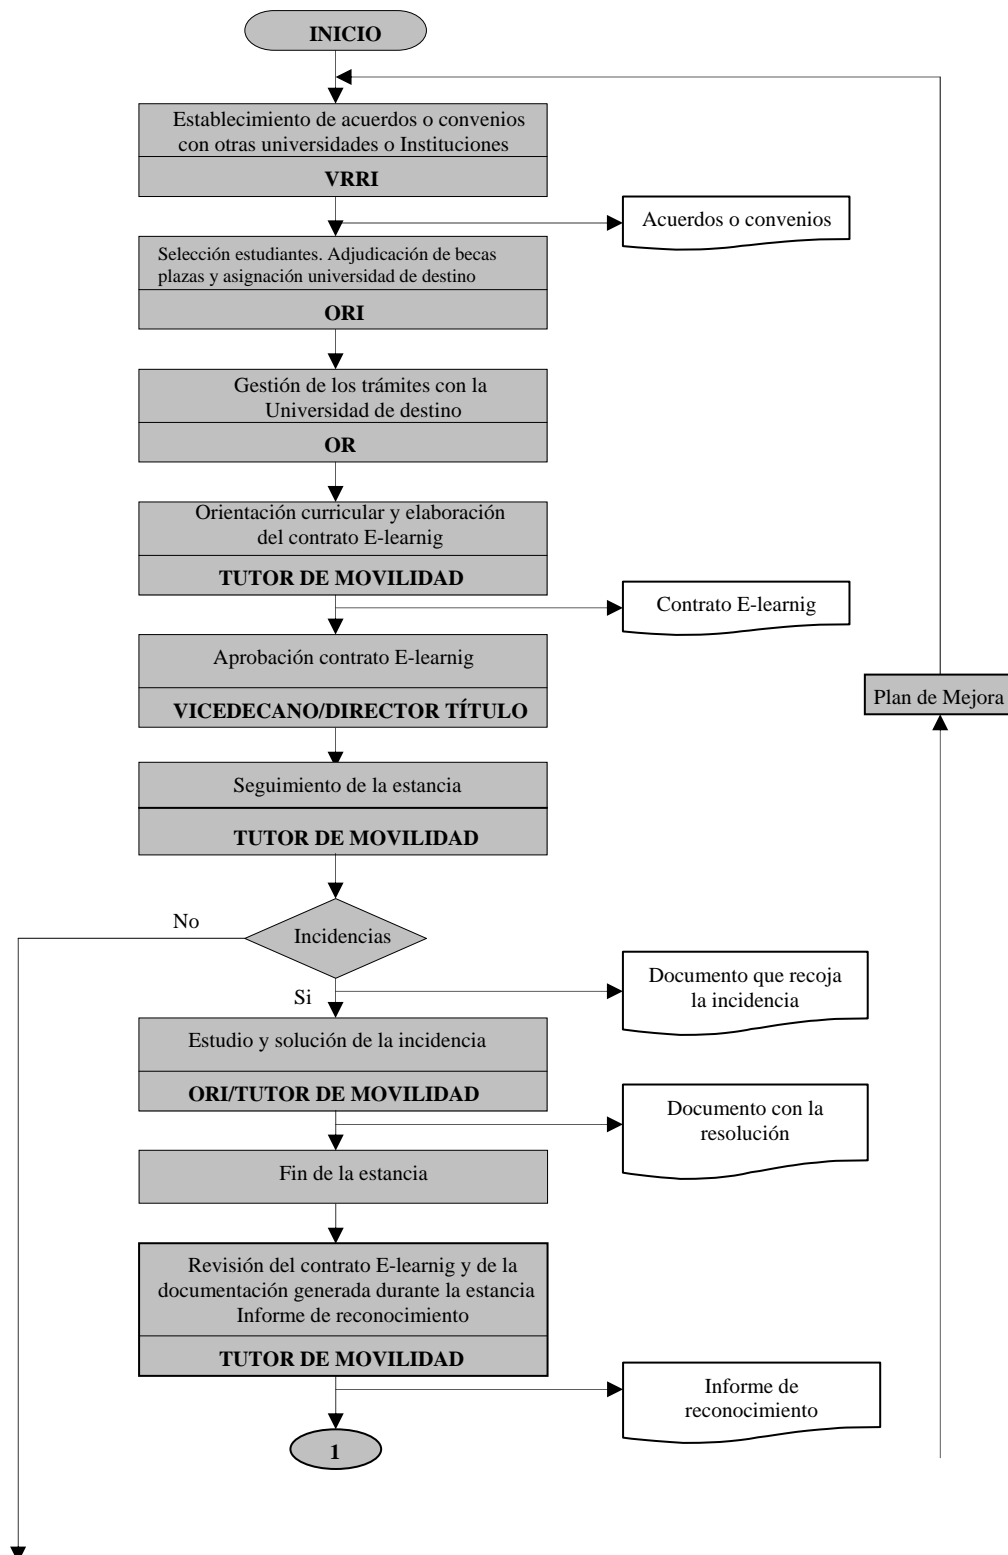 INICIO
Establecimiento de acuerdos o convenios
con otras universidades o Instituciones
VRRI
Acuerdos o convenios
Selección estudiantes. Adjudicación de becas
plazas y asignación universidad de destino
ORI
Gestión de los trámites con la
Universidad de destino
OR
Orientación curricular y elaboración
del contrato E-learnig
TUTOR DE MOVILIDAD
Contrato E-learnig
Aprobación contrato E-learnig
VICEDECANO/DIRECTOR TÍTULO
Plan de Mejora
Seguimiento de la estancia
TUTOR DE MOVILIDAD
No
Incidencias
Si
Documento que recoja
la incidencia
Estudio y solución de la incidencia
ORI/TUTOR DE MOVILIDAD
Documento con la
resolución
Fin de la estancia
Revisión del contrato E-learnig y de la
documentación generada durante la estancia
Informe de reconocimiento
TUTOR DE MOVILIDAD
Informe de
reconocimiento
1